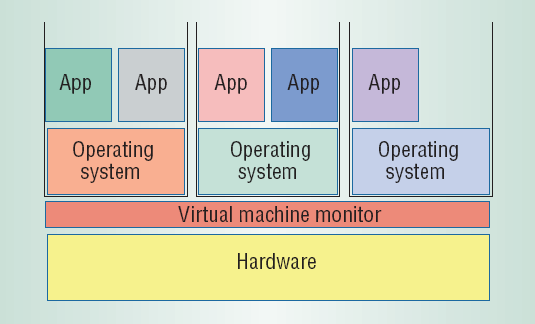 App
App
App
App
App
Operating
system
Operating
system
Operating
system
Virtual machine monitor
Hardware